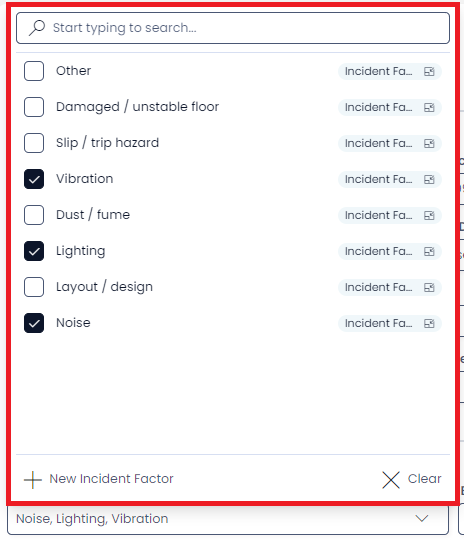 Start typing to search...
Other Incident Fa...
Damaged / unstable floor Incident Fa...
Slip / trip hazard Incident Fa...
Vibration Incident Fa...
Dust / fume Incident Fa...
Lighting Incident Fa...
Layout / design Incident Fa...
Noise Incident Fa...
New Incident Factor Clear
Noise, Lighting, Vibration